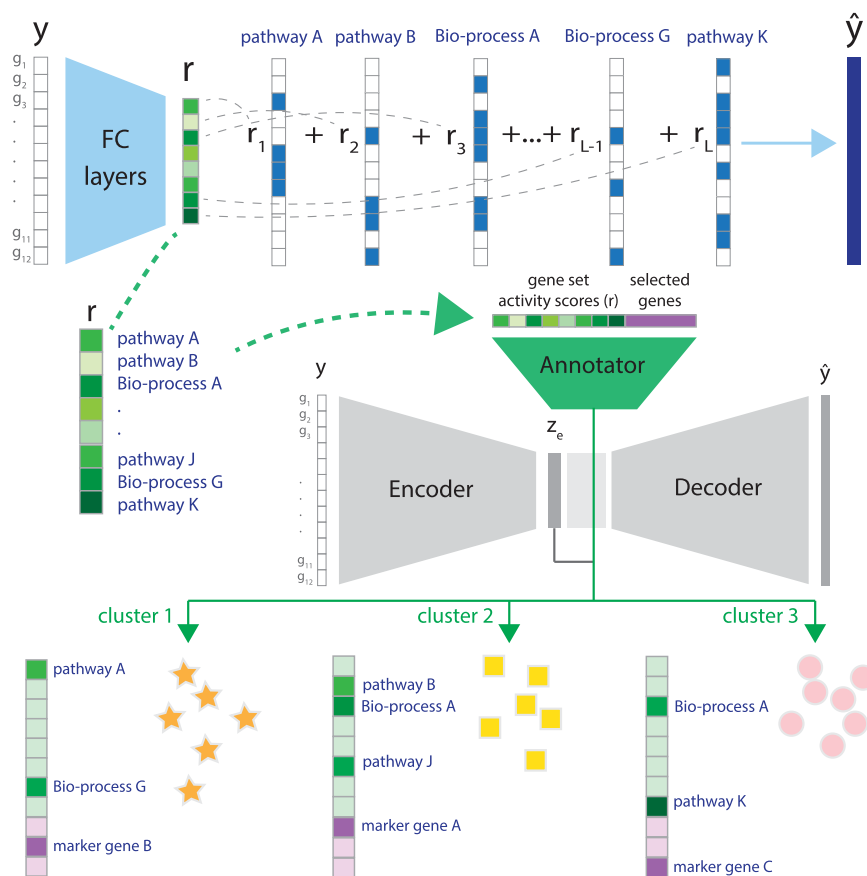 y
r
pathway A
pathway B
Bio-process A
Bio-process G
pathway K
ŷ
g1
g2
g3
.
.
.
.
.
g11
g12
FC
layers
r1 + r2 + r3 +...+ rL-1 + rL
r
pathway A
pathway B
Bio-process A
.
.
pathway J
Bio-process G
pathway K
gene set
activity scores (r)
selected
genes
Annotator
y
g1
g2
g3
.
.
.
.
g11
g12
Encoder
ze
Decoder
ŷ
cluster 1
cluster 2
cluster 3
pathway A
Bio-process G
marker gene B
pathway B
Bio-process A
pathway J
marker gene A
Bio-process A
pathway K
marker gene C